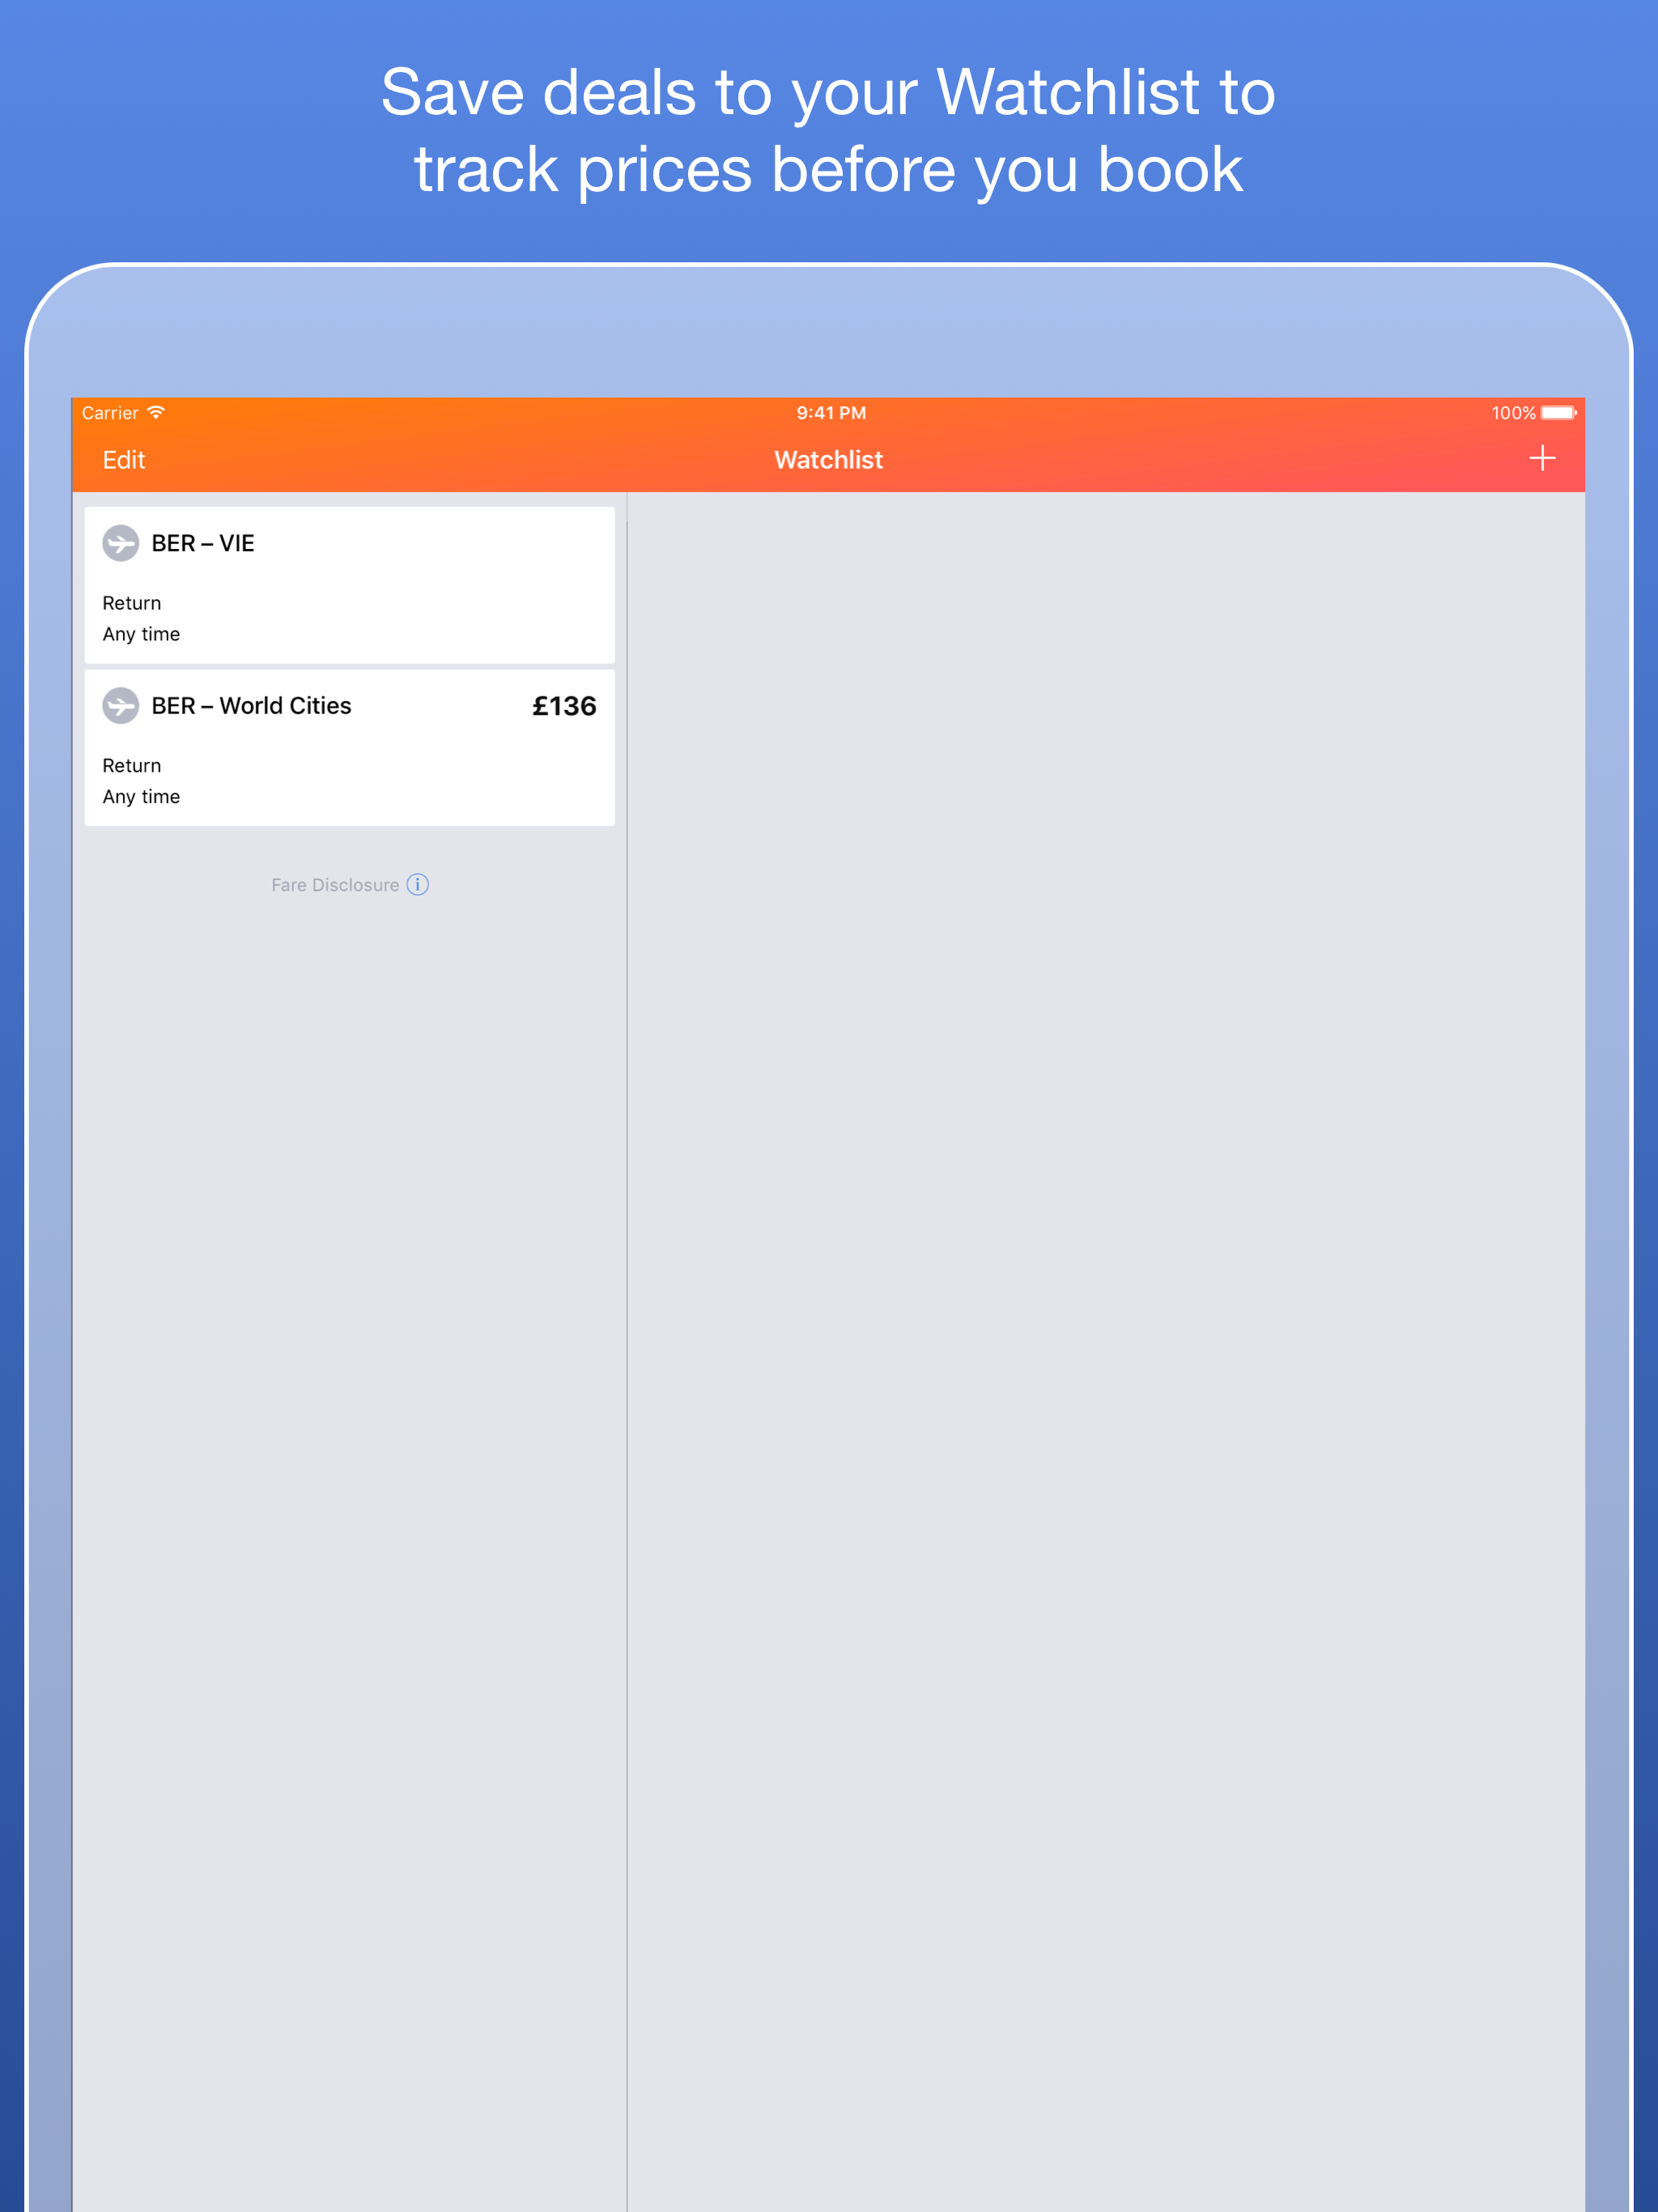 Save deals to your Watchlist to
track prices before you book
Carrier 9:41 PM 100%
Edit Watchlist +
BER – VIE
Return
Any time
BER – World Cities £136
Return
Any time
Fare Disclosure i